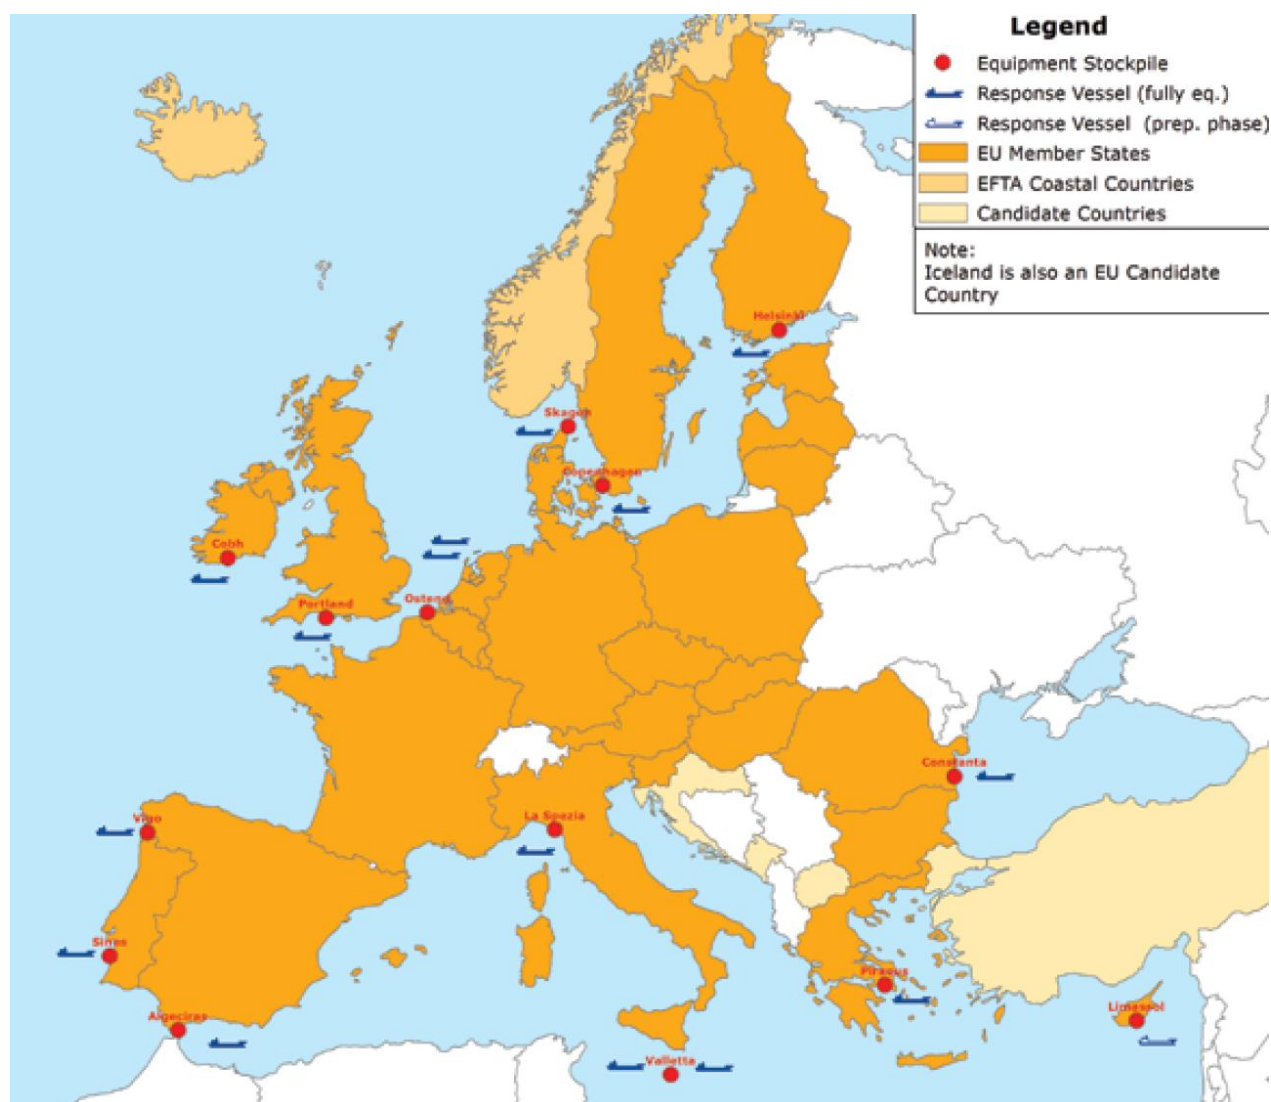 Legend
Equipment Stockpile
Response Vessel (fully eq.)
Response Vessel (prep. phase)
EU Member States
EFTA Coastal Countries
Candidate Countries
Note:
Iceland is also an EU Candidate
Country
Helsinki
Skagen
Copenhagen
Cobh
Portland
Ostend
Constanta
Vigo
La Spezia
Sines
Piraeus
Algeciras
Limassol
Valletta